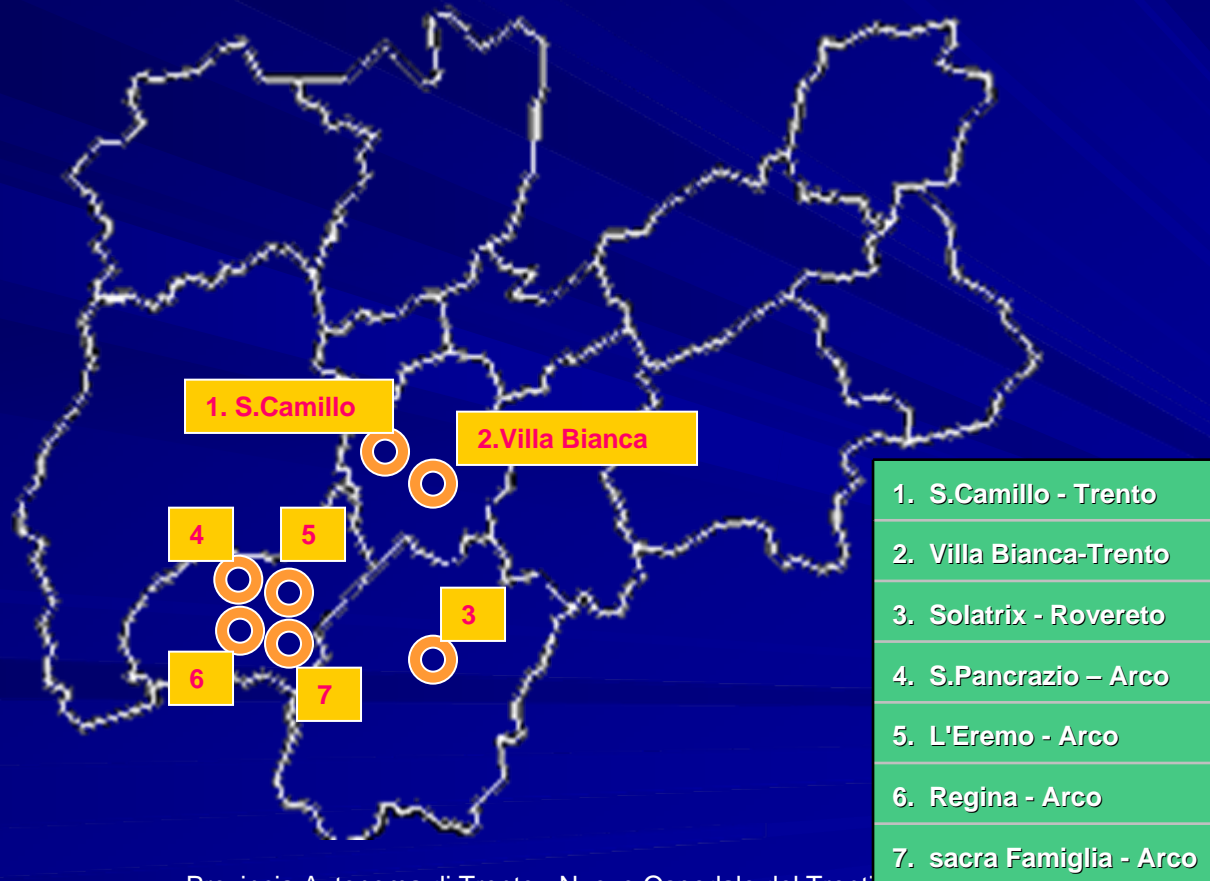 1. S.Camillo
2.Villa Bianca
4
5
3
6
7
1. S.Camillo - Trento
2. Villa Bianca-Trento
3. Solatrix - Rovereto
4. S.Pancrazio – Arco
5. L'Eremo - Arco
6. Regina - Arco
7. sacra Famiglia - Arco